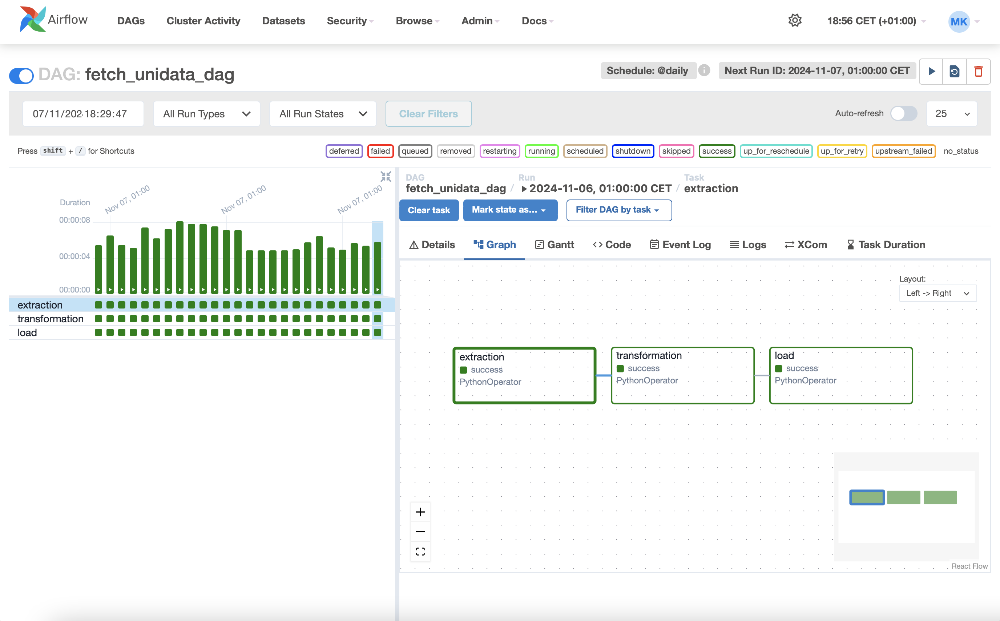 Airflow DAGs Cluster Activity Datasets Security Browse Admin Docs 18:56 CET (+01:00) MK
DAG: fetch_unidata_dag Schedule: @daily Next Run ID: 2024-11-07, 01:00:00 CET
07/11/202 18:29:47 All Run Types All Run States Clear Filters Auto-refresh 25
Press shift + / for Shortcuts deferred failed queued removed restarting running scheduled shutdown skipped success up_for_reschedule up_for_retry upstream_failed no_status
Duration
Nov 07, 01:00 Nov 07, 01:00 Nov 07, 01:00
00:00:08
00:00:04
00:00:00
extraction
transformation
load
DAG Run Task
fetch_unidata_dag / 2024-11-06, 01:00:00 CET / extraction
Clear task Mark state as... Filter DAG by task
Details Graph Gantt Code Event Log Logs XCom Task Duration
Layout:
Left -> Right
extraction
success
PythonOperator
transformation
success
PythonOperator
load
success
PythonOperator
React Flow